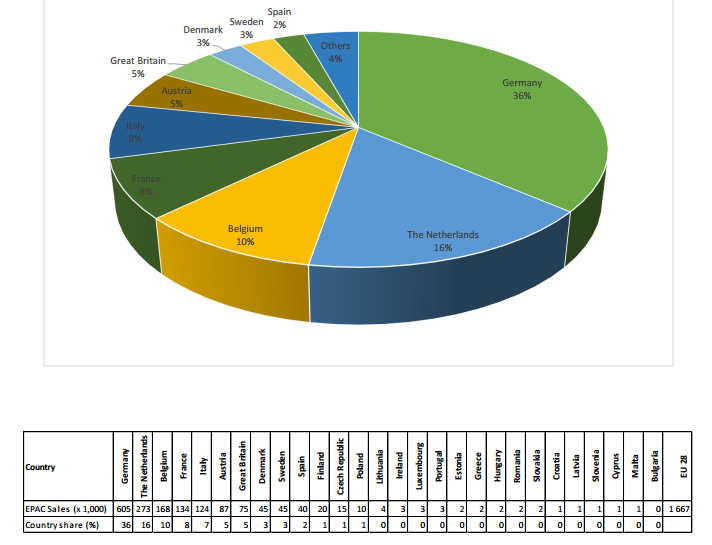 Spain
2%
Sweden
3%
Denmark
3%
Others
4%
Great Britain
5%
Germany
36%
Austria
5%
Italy
8%
France
8%
Belgium
10%
The Netherlands
16%
Country Germany The Netherlands Belgium France Italy Austria Great Britain Denmark Sweden Spain Finland Czech Republic Poland Lithuania Ireland Luxembourg Portugal Estonia Greece Hungary Romania Slovakia Croatia Latvia Slovenia Cyprus Malta Bulgaria EU 28
EPAC Sales (x 1,000) 605 273 168 134 124 87 75 45 45 40 20 15 10 4 3 3 3 2 2 2 2 2 1 1 1 1 1 0 1 667
Country share (%) 36 16 10 8 7 5 5 3 3 2 1 1 1 0 0 0 0 0 0 0 0 0 0 0 0 0 0 0